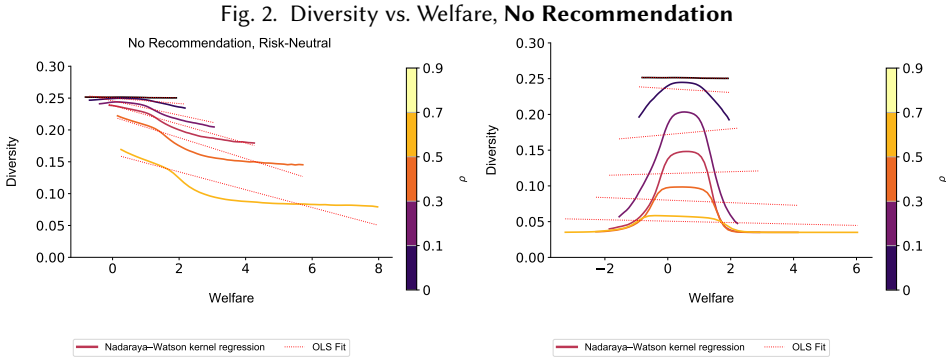 Fig. 2. Diversity vs. Welfare, No Recommendation
No Recommendation, Risk-Neutral
0.30
0.25
0.20
0.15
0.10
0.05
0.00
Diversity
0 2 4 6 8
Welfare
0.9
0.7
0.5
0.3
0.1
0
ρ
Nadaraya–Watson kernel regression OLS Fit
0.30
0.25
0.20
0.15
0.10
0.05
0.00
Diversity
−2 0 2 4 6
Welfare
0.9
0.7
0.5
0.3
0.1
0
ρ
Nadaraya–Watson kernel regression OLS Fit